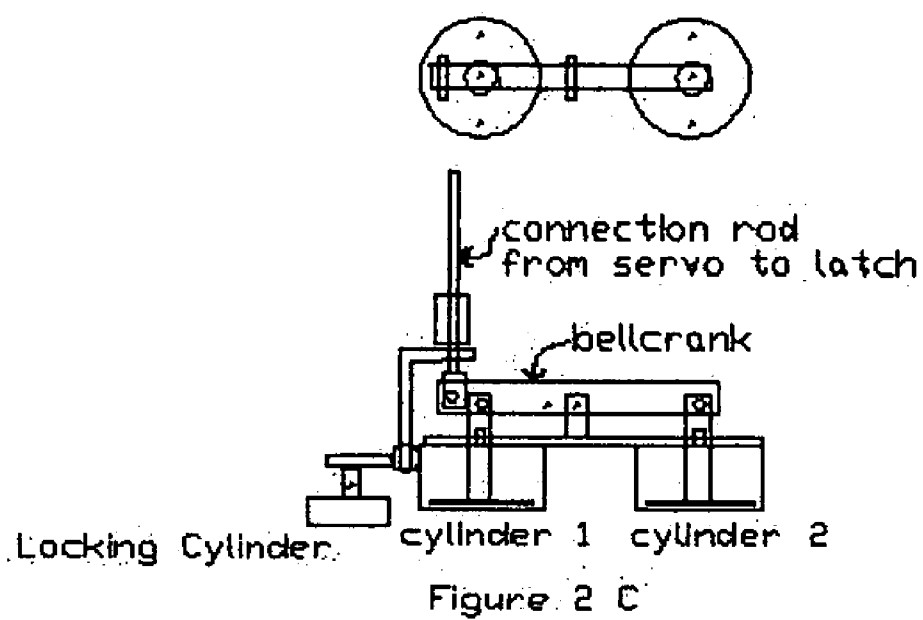 connection rod
from servo to latch
bellcrank
Locking Cylinder
cylinder 1
cylinder 2
Figure 2 C